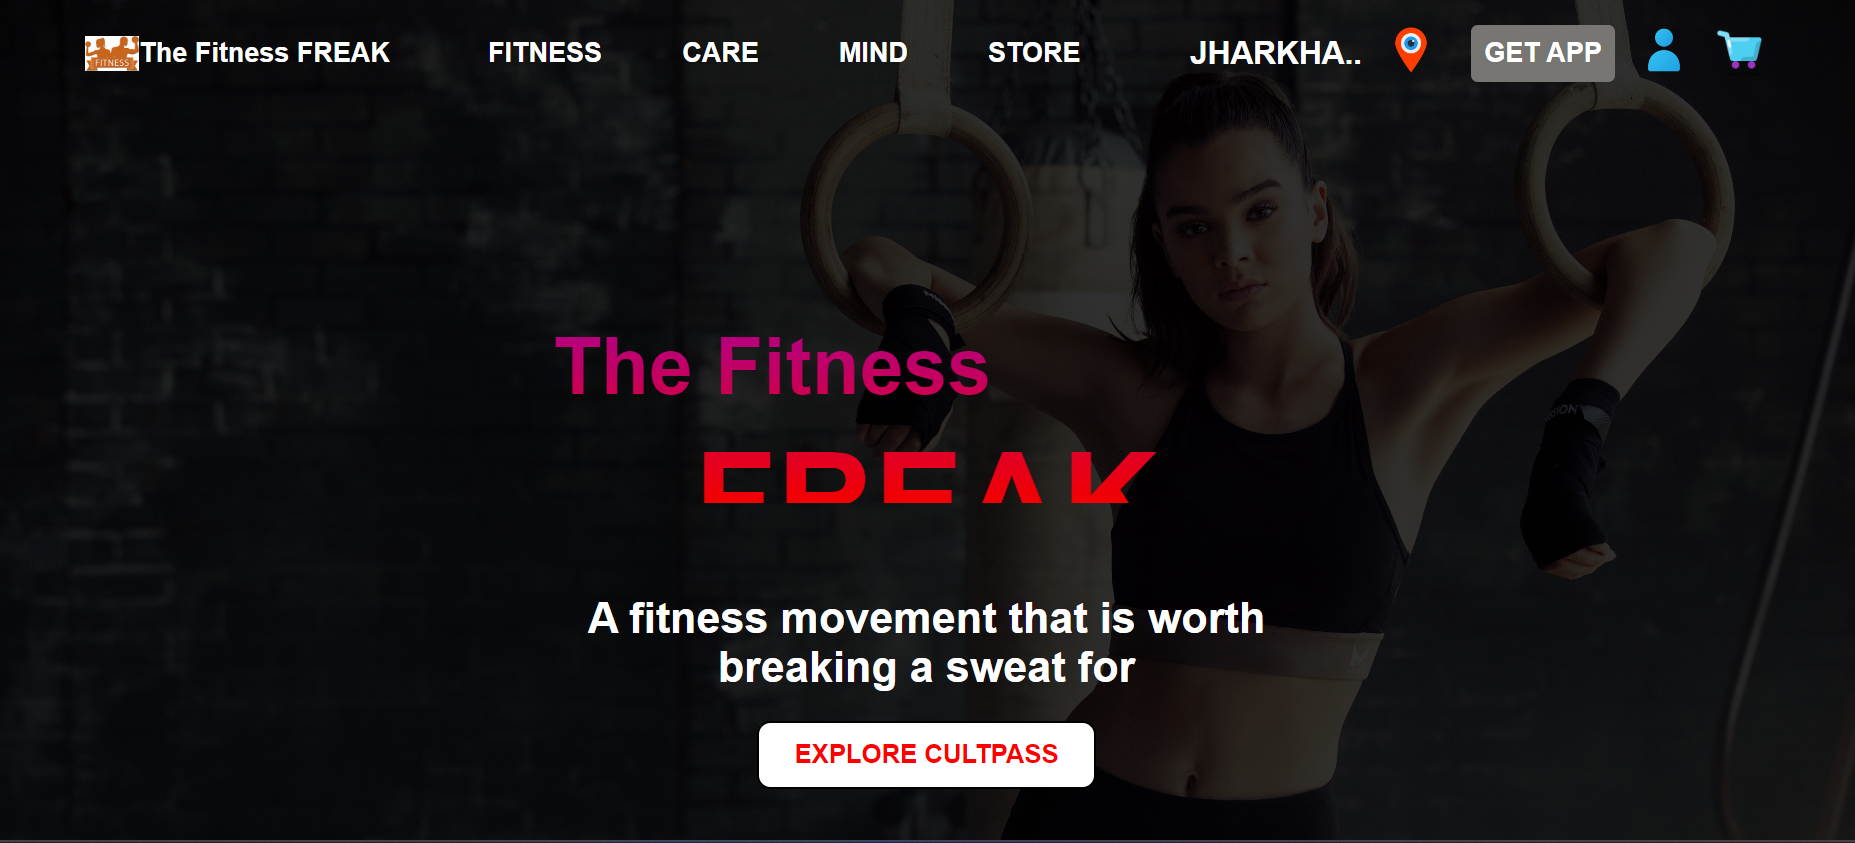 FITNESS
The Fitness FREAK
FITNESS
CARE
MIND
STORE
JHARKHA..
GET APP
The Fitness
FREAK
A fitness movement that is worth
breaking a sweat for
EXPLORE CULTPASS